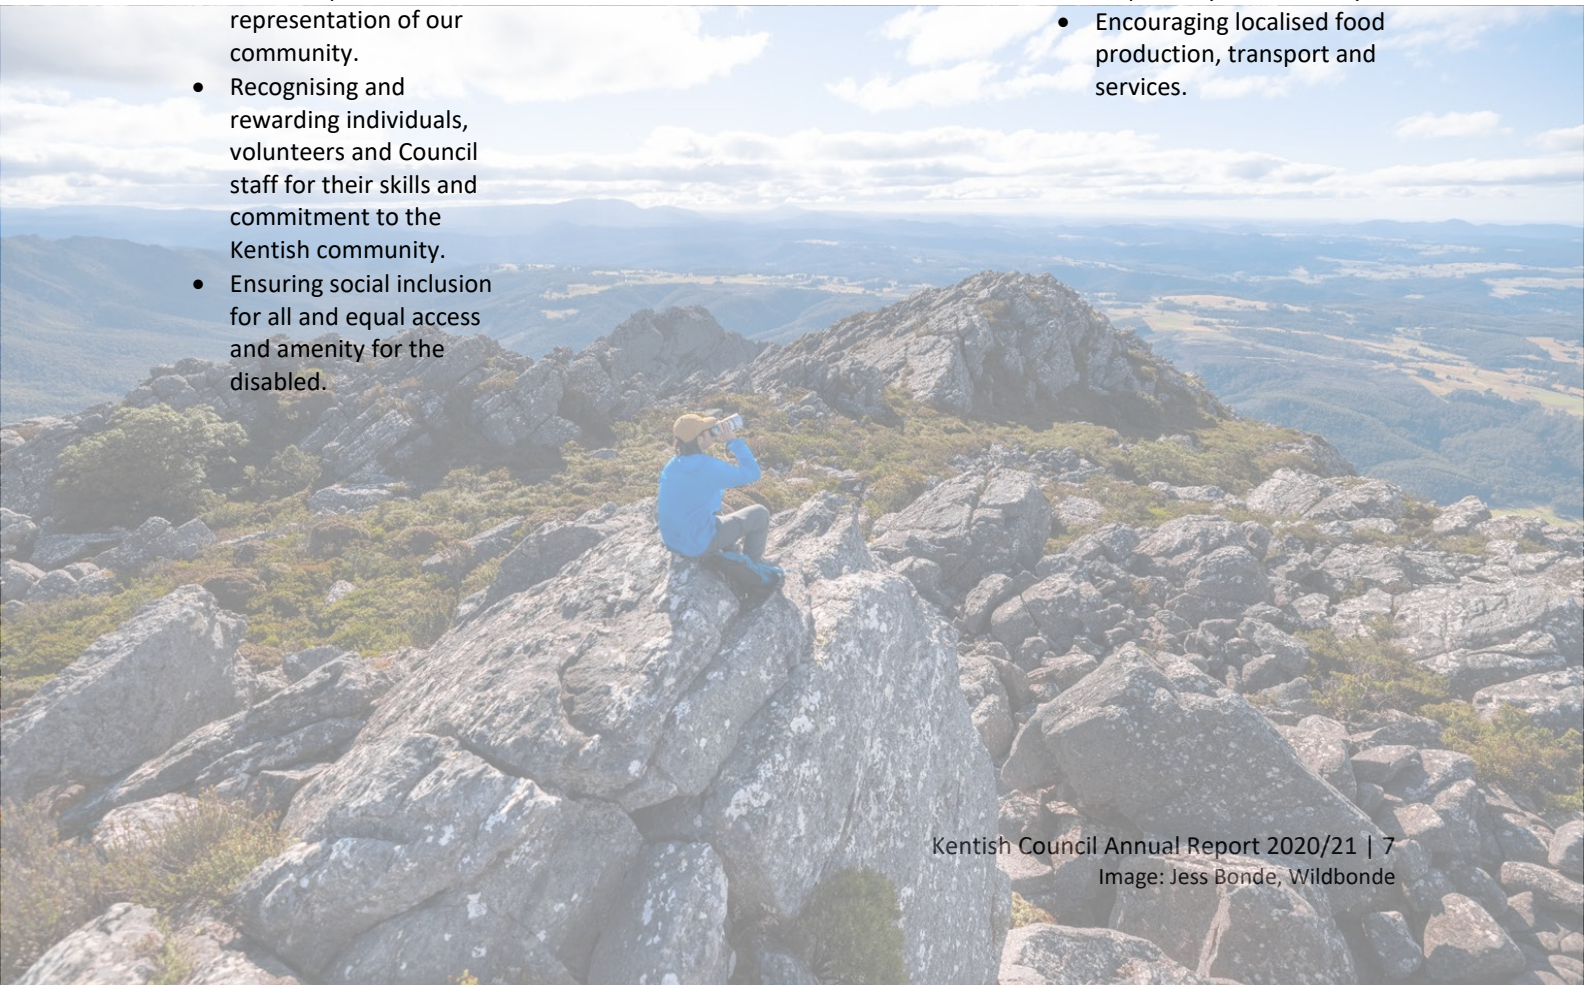 representation of our
community.
• Recognising and
rewarding individuals,
volunteers and Council
staff for their skills and
commitment to the
Kentish community.
• Ensuring social inclusion
for all and equal access
and amenity for the
disabled.
• Encouraging localised food
production, transport and
services.
Kentish Council Annual Report 2020/21 | 7
Image: Jess Bonde, Wildbonde